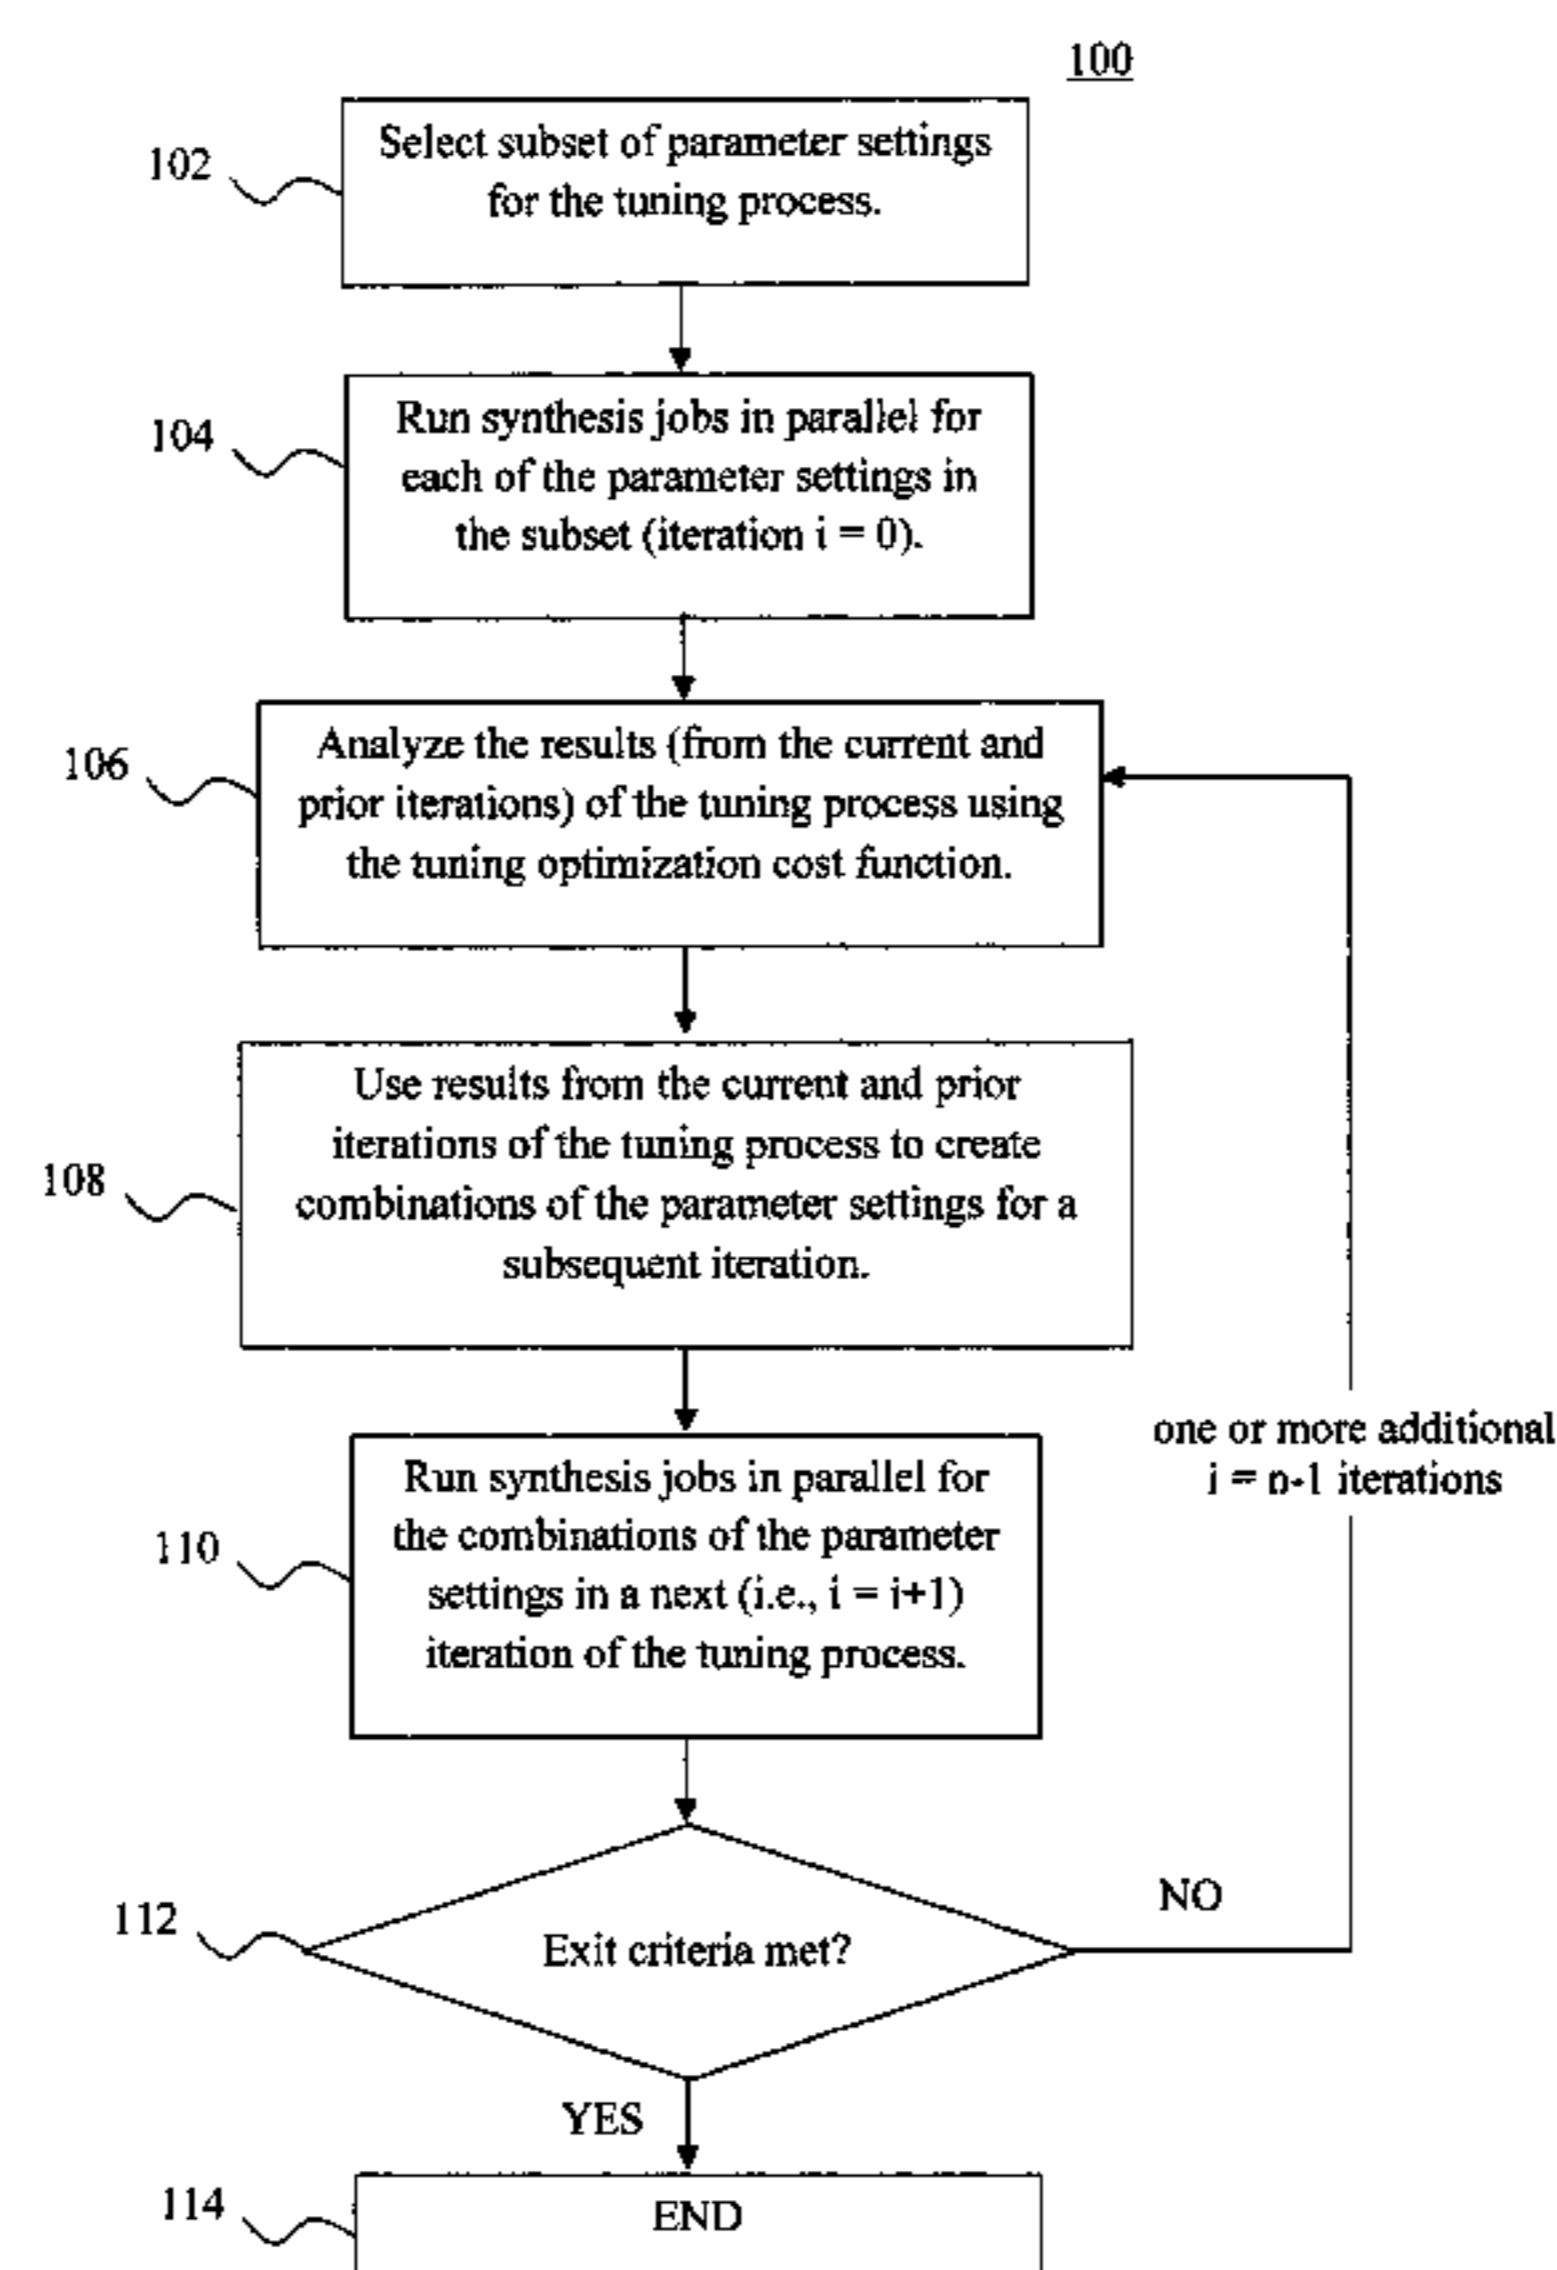 100
102
Select subset of parameter settings
for the tuning process.
104
Run synthesis jobs in parallel for
each of the parameter settings in
the subset (iteration i = 0).
106
Analyze the results (from the current and
prior iterations) of the tuning process using
the tuning optimization cost function.
108
Use results from the current and prior
iterations of the tuning process to create
combinations of the parameter settings for a
subsequent iteration.
one or more additional
i = n-1 iterations
110
Run synthesis jobs in parallel for
the combinations of the parameter
settings in a next (i.e., i = i+1)
iteration of the tuning process.
112
Exit criteria met?
NO
YES
114
END